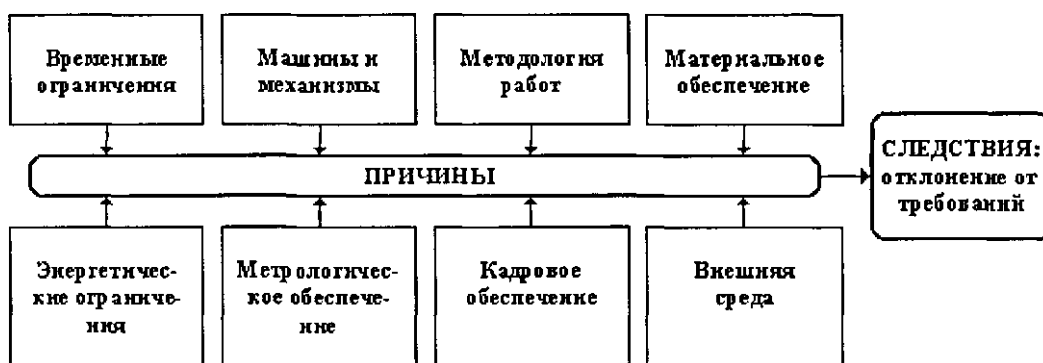 Временные
ограничения
Машины и
механизмы
Методология
работ
Материальное
обеспечение
ПРИЧИНЫ
СЛЕДСТВИЯ:
отклонение от
требований
Энергетичес-
кие ограниче-
ния
Метрологичес-
кое обеспече-
ние
Кадровое
обеспечение
Внешняя
среда